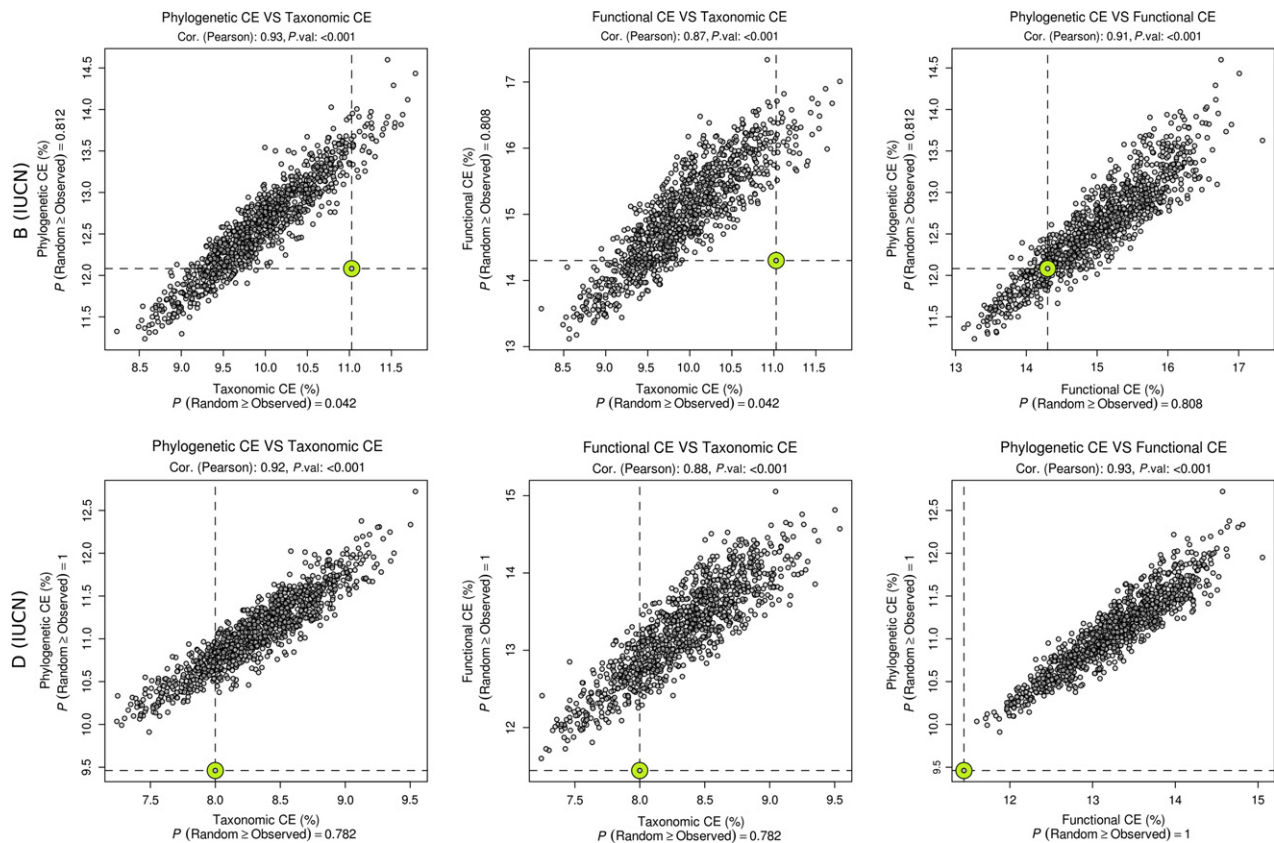 Phylogenetic CE VS Taxonomic CE
Cor. (Pearson): 0.93, P.val: <0.001
B (IUCN)
Phylogenetic CE (%)
P (Random ≥ Observed) = 0.812
14.5
14.0
13.5
13.0
12.5
12.0
11.5
8.5 9.0 9.5 10.0 10.5 11.0 11.5
Taxonomic CE (%)
P (Random ≥ Observed) = 0.042
Functional CE VS Taxonomic CE
Cor. (Pearson): 0.87, P.val: <0.001
Functional CE (%)
P (Random ≥ Observed) = 0.808
17
16
15
14
13
8.5 9.0 9.5 10.0 10.5 11.0 11.5
Taxonomic CE (%)
P (Random ≥ Observed) = 0.042
Phylogenetic CE VS Functional CE
Cor. (Pearson): 0.91, P.val: <0.001
Phylogenetic CE (%)
P (Random ≥ Observed) = 0.812
14.5
14.0
13.5
13.0
12.5
12.0
11.5
13 14 15 16 17
Functional CE (%)
P (Random ≥ Observed) = 0.808
Phylogenetic CE VS Taxonomic CE
Cor. (Pearson): 0.92, P.val: <0.001
D (IUCN)
Phylogenetic CE (%)
P (Random ≥ Observed) = 1
12.5
12.0
11.5
11.0
10.5
10.0
9.5
7.5 8.0 8.5 9.0 9.5
Taxonomic CE (%)
P (Random ≥ Observed) = 0.782
Functional CE VS Taxonomic CE
Cor. (Pearson): 0.88, P.val: <0.001
Functional CE (%)
P (Random ≥ Observed) = 1
15
14
13
12
7.5 8.0 8.5 9.0 9.5
Taxonomic CE (%)
P (Random ≥ Observed) = 0.782
Phylogenetic CE VS Functional CE
Cor. (Pearson): 0.93, P.val: <0.001
Phylogenetic CE (%)
P (Random ≥ Observed) = 1
12.5
12.0
11.5
11.0
10.5
10.0
9.5
12 13 14 15
Functional CE (%)
P (Random ≥ Observed) = 1